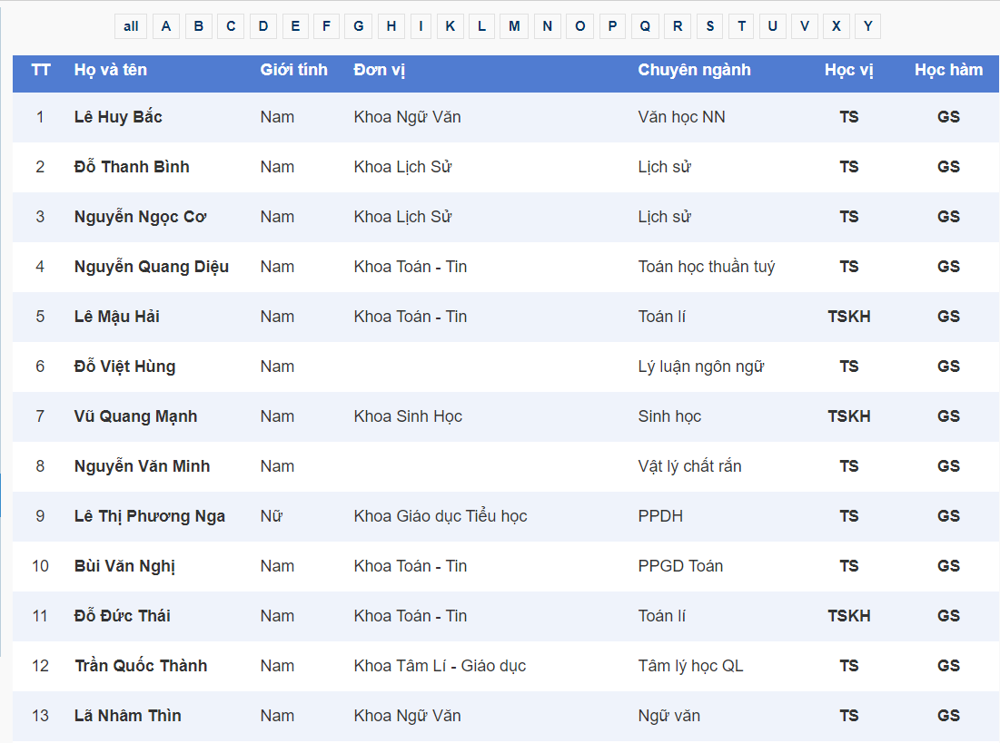 all A B C D E F G H I K L M N O P Q R S T U V X Y
TT Họ và tên Giới tính Đơn vị Chuyên ngành Học vị Học hàm
1 Lê Huy Bắc Nam Khoa Ngữ Văn Văn học NN TS GS
2 Đỗ Thanh Bình Nam Khoa Lịch Sử Lịch sử TS GS
3 Nguyễn Ngọc Cơ Nam Khoa Lịch Sử Lịch sử TS GS
4 Nguyễn Quang Diệu Nam Khoa Toán - Tin Toán học thuần tuý TS GS
5 Lê Mậu Hải Nam Khoa Toán - Tin Toán lí TSKH GS
6 Đỗ Việt Hùng Nam Lý luận ngôn ngữ TS GS
7 Vũ Quang Mạnh Nam Khoa Sinh Học Sinh học TSKH GS
8 Nguyễn Văn Minh Nam Vật lý chất rắn TS GS
9 Lê Thị Phương Nga Nữ Khoa Giáo dục Tiểu học PPDH TS GS
10 Bùi Văn Nghị Nam Khoa Toán - Tin PPGD Toán TS GS
11 Đỗ Đức Thái Nam Khoa Toán - Tin Toán lí TSKH GS
12 Trần Quốc Thành Nam Khoa Tâm Lí - Giáo dục Tâm lý học QL TS GS
13 Lã Nhâm Thìn Nam Khoa Ngữ Văn Ngữ văn TS GS